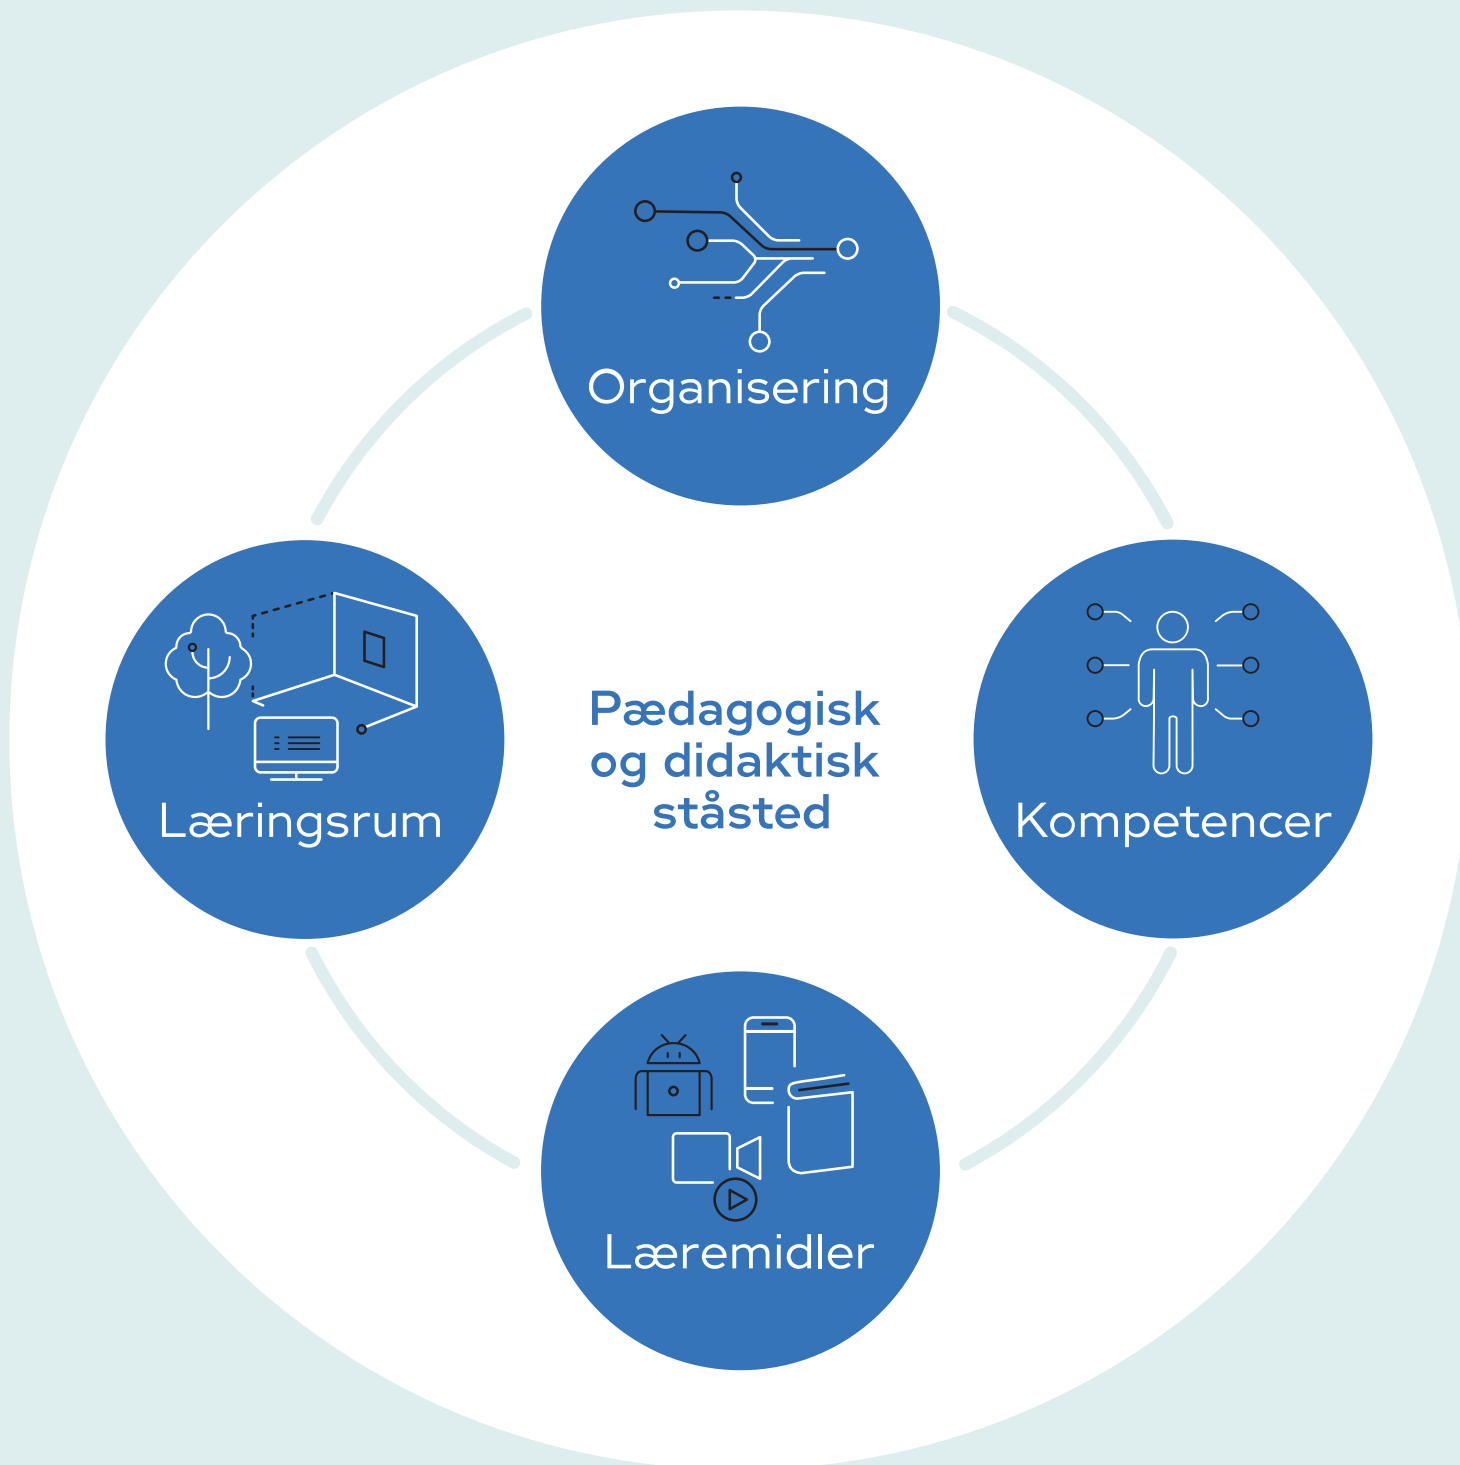 Organisering
Læringsrum
Pædagogisk
og didaktisk
ståsted
Kompetencer
Læremidler